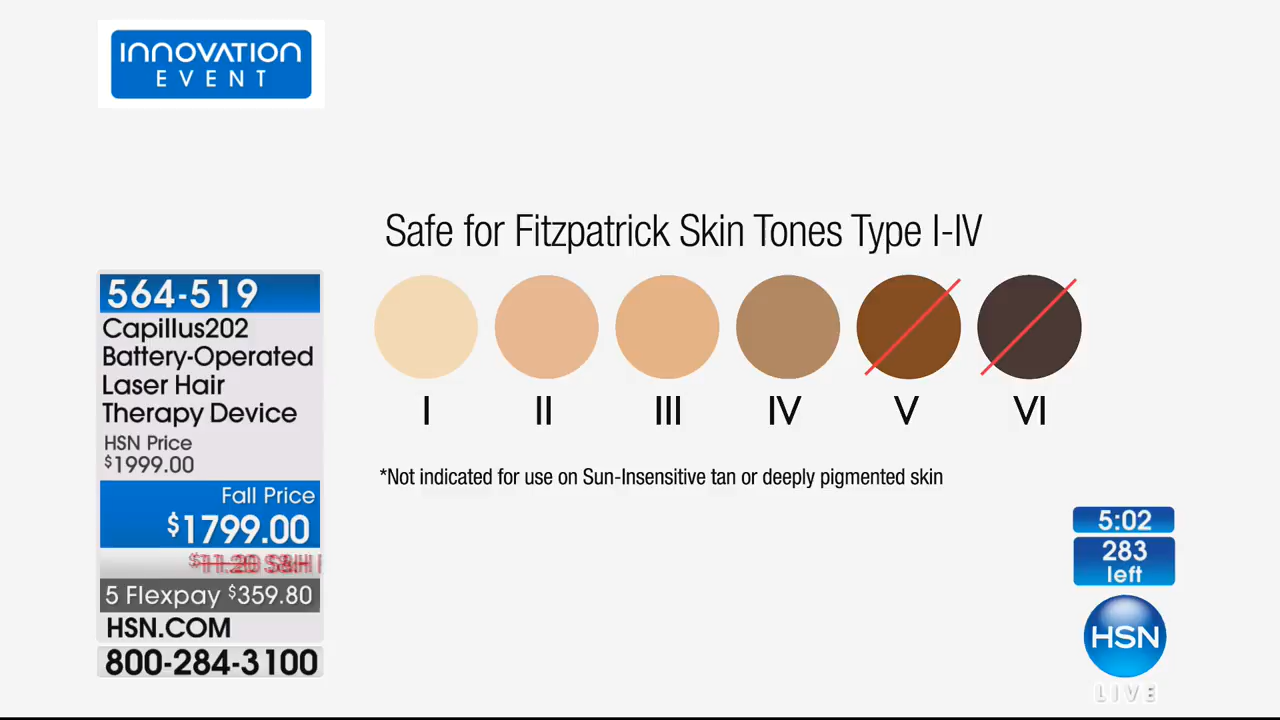 INNOVATION
EVENT
Safe for Fitzpatrick Skin Tones Type I-IV
I II III IV V VI
*Not indicated for use on Sun-Insensitive tan or deeply pigmented skin
564-519
Capillus202
Battery-Operated
Laser Hair
Therapy Device
HSN Price
$1999.00
Fall Price
$1799.00
$11.20 S&H
5 Flexpay $359.80
HSN.COM
800-284-3100
5:02
283
left
HSN
LIVE